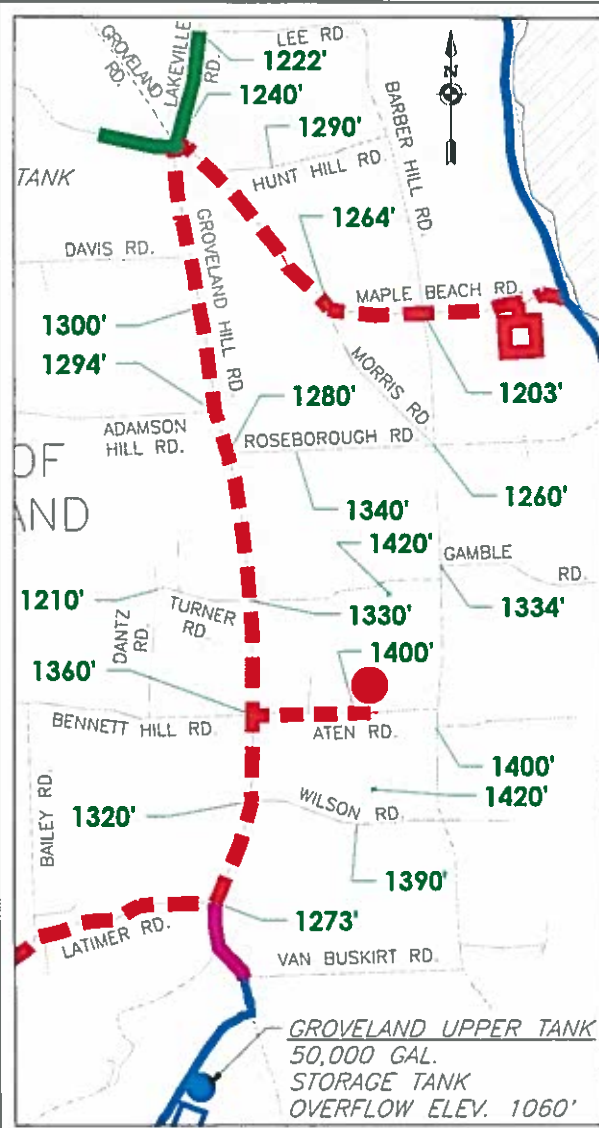 GROVELAND
RD.
LAKEVILLE
RD.
LEE RD.
1222'
1240'
1290'
BARBER HILL RD.
N
TANK
HUNT HILL RD.
1264'
DAVIS RD.
GROVELAND HILL RD
MAPLE BEACH RD.
1300'
1294'
MORRIS RD
1203'
1280'
ADAMSON
HILL RD.
ROSEBOROUGH RD
OF
AND
1340'
1260'
1420'
GAMBLE
RD.
1210'
TURNER
RD.
DANTZ
RD.
1330'
1334'
1400'
1360'
BENNETT HILL RD.
ATEN RD.
1400'
1420'
BAILEY RD.
1320'
WILSON RD.
1390'
1273'
LATIMER RD.
VAN BUSKIRT RD.
GROVELAND UPPER TANK
50,000 GAL.
STORAGE TANK
OVERFLOW ELEV. 1060'